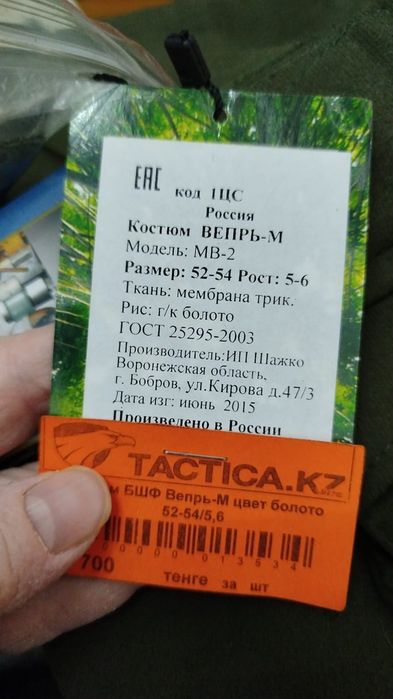 ЕАС код 1ЦС
Россия
Костюм ВЕПРЬ-М
Модель: МВ-2
Размер: 52-54 Рост: 5-6
Ткань: мембрана трик.
Рис: г/к болото
ГОСТ 25295-2003
Производитель:ИП Шажко
Воронежская область,
г. Бобров, ул.Кирова д.47/3
Дата изг: июнь 2015
Произведено в России
TACTICA.KZ
м БШФ Вепрь-М цвет болото
52-54/5,6
0000013534
700
тенге за шт